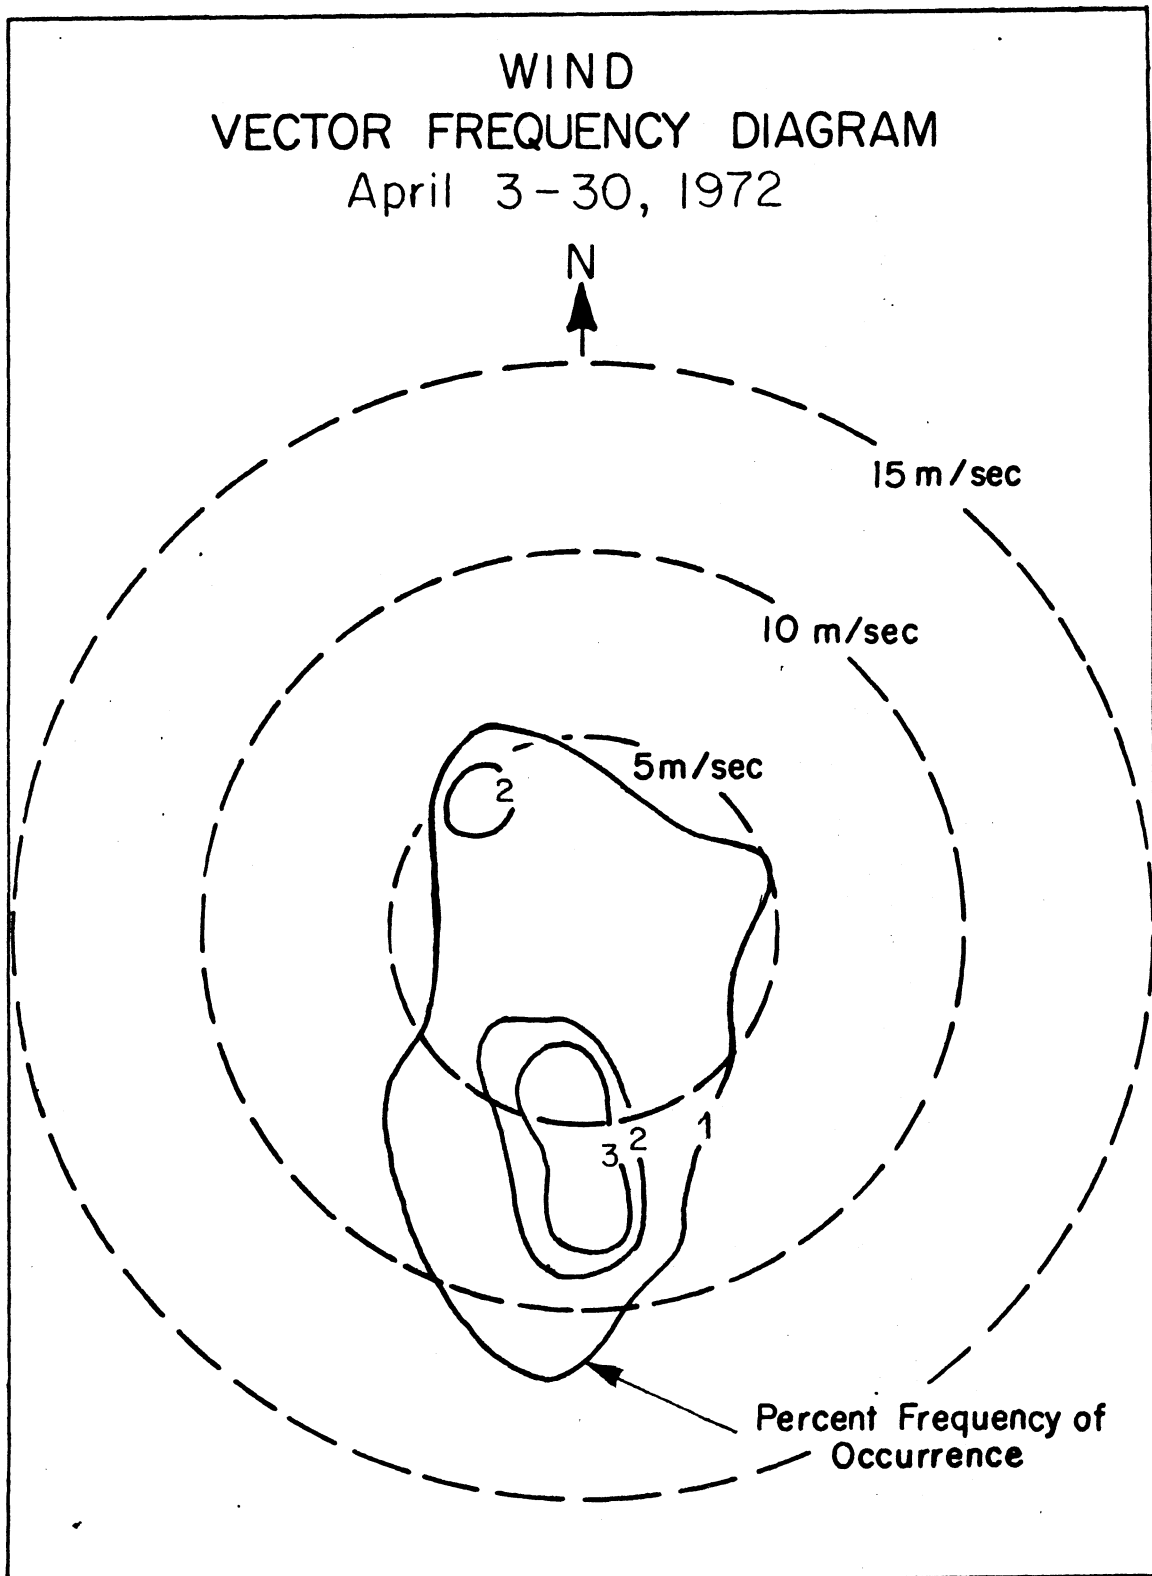 WIND
VECTOR FREQUENCY DIAGRAM
April 3-30, 1972
N
15 m/sec
10 m/sec
5 m/sec
2
1
2
3
Percent Frequency of
Occurrence